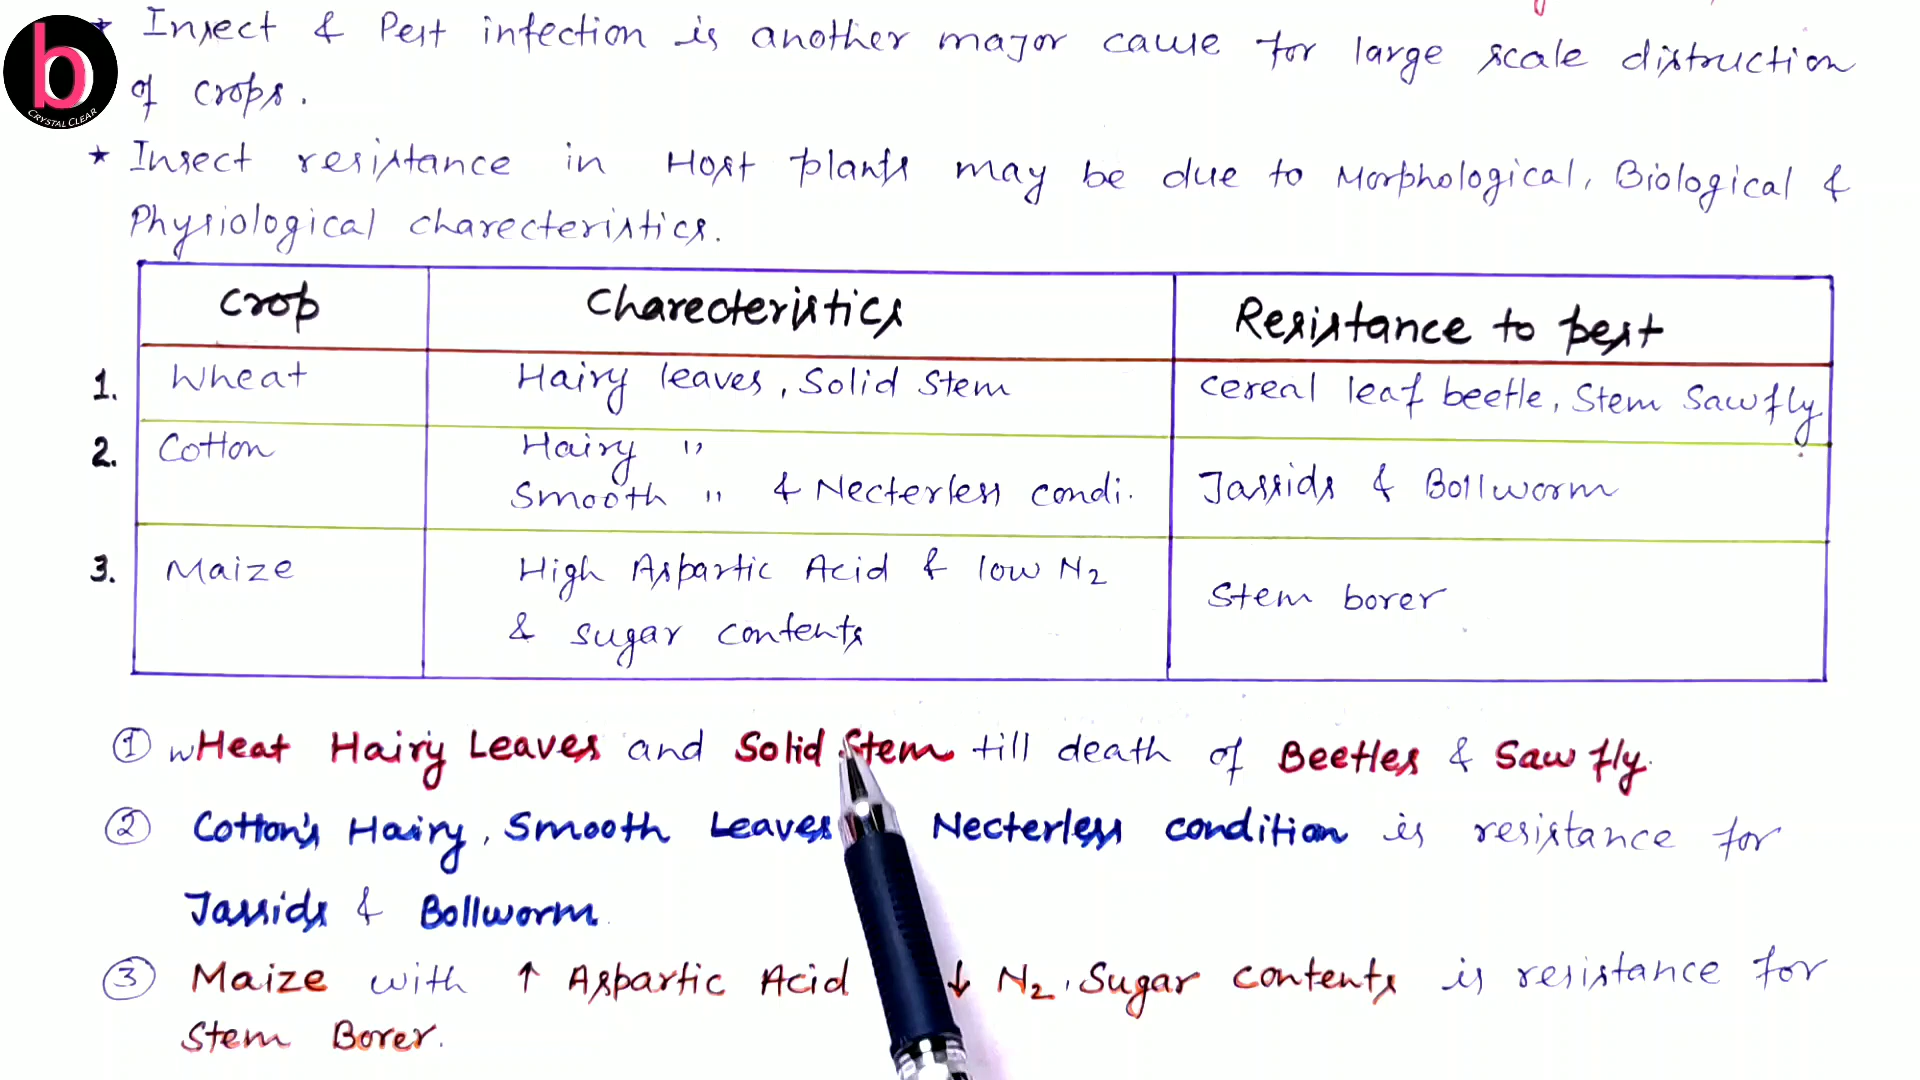 b
CRYSTAL CLEAR
★ Insect & Pest infection is another major cause for large scale distruction
of crops.
★ Insect resistance in Host plants may be due to Morphological, Biological &
Physiological charecteristics.
Crop Charecteristics Resistance to pest
1. Wheat Hairy leaves, Solid Stem cereal leaf beetle, Stem Sawfly
2. Cotton Hairy "
Smooth " & Necterless condi. Jassids & Bollworm
3. Maize High Aspartic Acid & low N2
& sugar contents Stem borer
① wHeat Hairy Leaves and Solid Stem till death of Beetles & Saw fly.
② Cotton's Hairy, Smooth Leaves Necterless condition is resistance for
Jassids & Bollworm.
③ Maize with ↑ Aspartic Acid ↓ N2, Sugar contents is resistance for
Stem Borer.